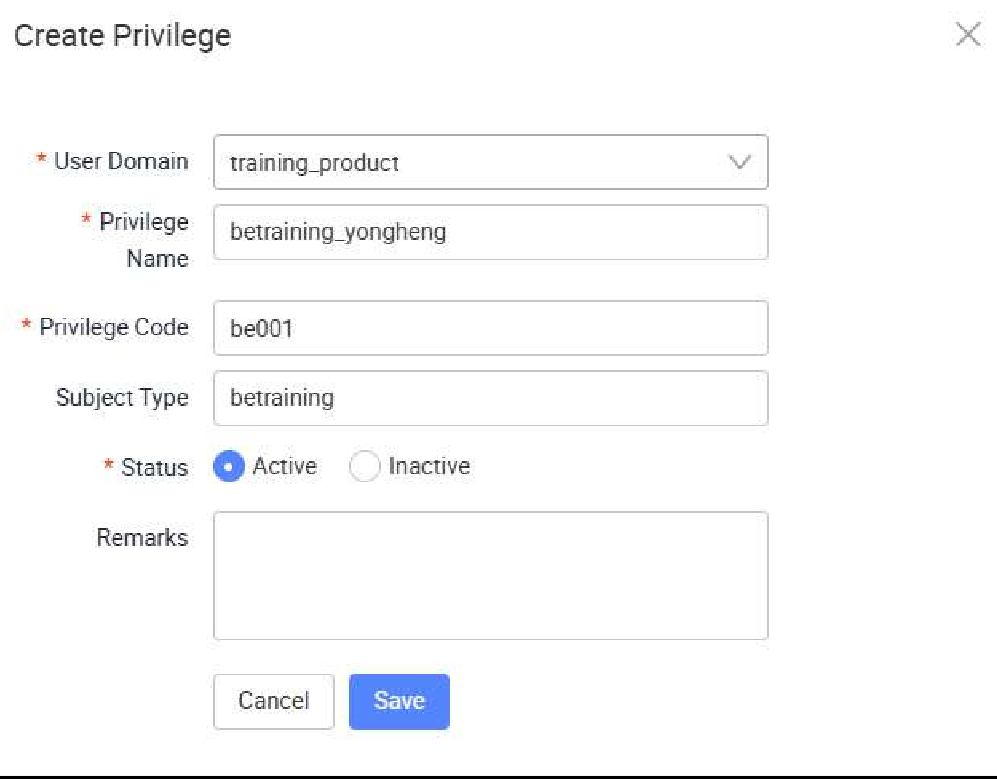 Create Privilege
* User Domain training_product
* Privilege Name betraining_yongheng
* Privilege Code be001
Subject Type betraining
* Status Active Inactive
Remarks
Cancel Save